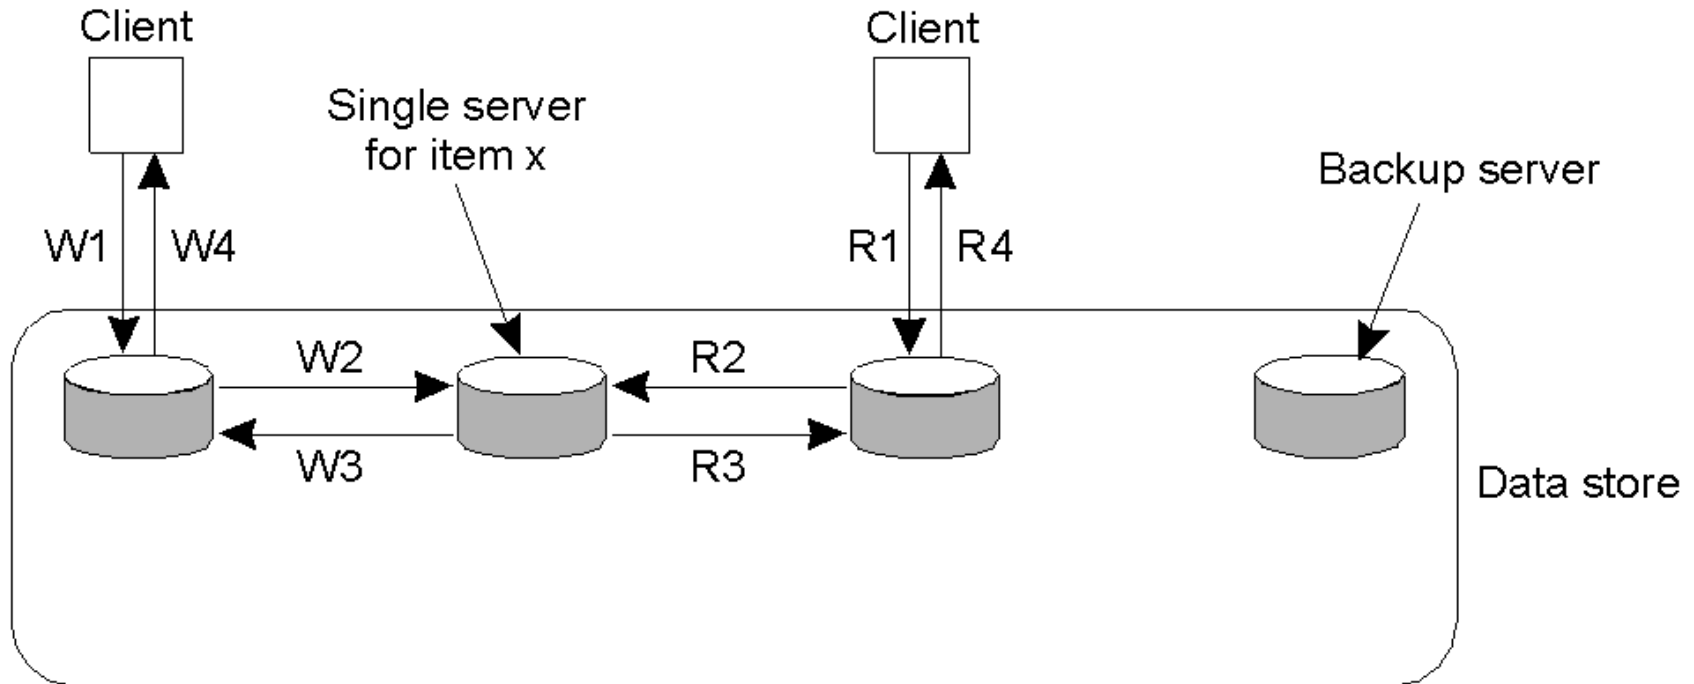 Client
Client
Single server
for item x
Backup server
W1
W4
R1
R4
W2
R2
W3
R3
Data store